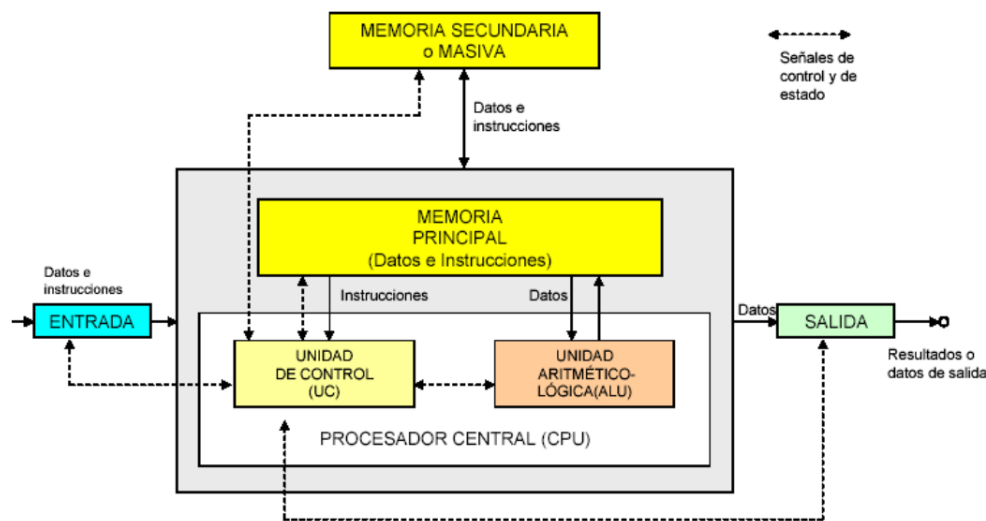 MEMORIA SECUNDARIA
o MASIVA
Señales de
control y de
estado
Datos e
instrucciones
MEMORIA
PRINCIPAL
(Datos e Instrucciones)
Datos e
instrucciones
Instrucciones
Datos
ENTRADA
Datos
SALIDA
UNIDAD
DE CONTROL
(UC)
UNIDAD
ARITMÉTICO-
LÓGICA(ALU)
Resultados o
datos de salida
PROCESADOR CENTRAL (CPU)